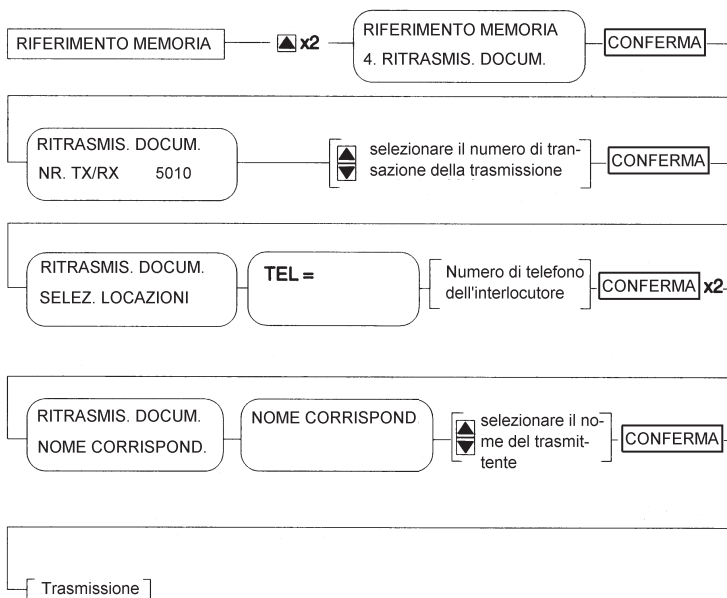 RIFERIMENTO MEMORIA
x2
RIFERIMENTO MEMORIA
4. RITRASMIS. DOCUM.
CONFERMA
RITRASMIS. DOCUM.
NR. TX/RX 5010
selezionare il numero di tran-
sazione della trasmissione
CONFERMA
RITRASMIS. DOCUM.
SELEZ. LOCAZIONI
TEL =
Numero di telefono
dell'interlocutore
CONFERMA x2
RITRASMIS. DOCUM.
NOME CORRISPOND.
NOME CORRISPOND
selezionare il no-
me del trasmit-
tente
CONFERMA
Trasmissione